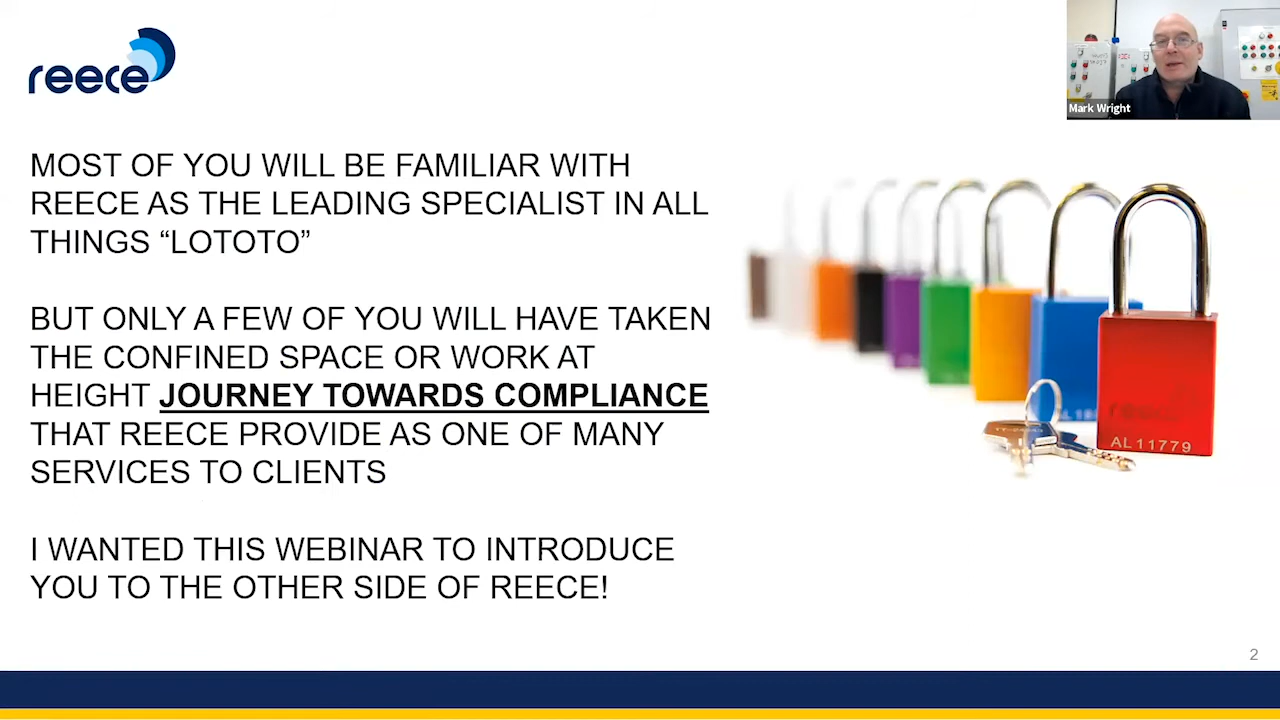 reece
Mark Wright
MOST OF YOU WILL BE FAMILIAR WITH
REECE AS THE LEADING SPECIALIST IN ALL
THINGS “LOTOTO”
BUT ONLY A FEW OF YOU WILL HAVE TAKEN
THE CONFINED SPACE OR WORK AT
HEIGHT JOURNEY TOWARDS COMPLIANCE
THAT REECE PROVIDE AS ONE OF MANY
SERVICES TO CLIENTS
I WANTED THIS WEBINAR TO INTRODUCE
YOU TO THE OTHER SIDE OF REECE!
reece
AL11779
2